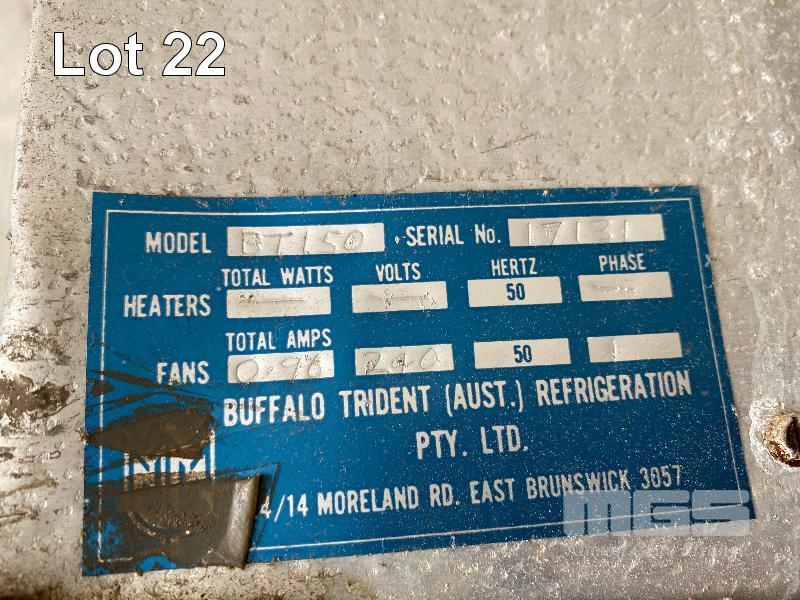 Lot 22
MODEL BT150 SERIAL No. 17131
TOTAL WATTS VOLTS HERTZ PHASE
HEATERS — 50 —
TOTAL AMPS
FANS 0.96 240 50 1
BUFFALO TRIDENT (AUST.) REFRIGERATION
PTY. LTD.
4/14 MORELAND RD. EAST BRUNSWICK 3057
MGS